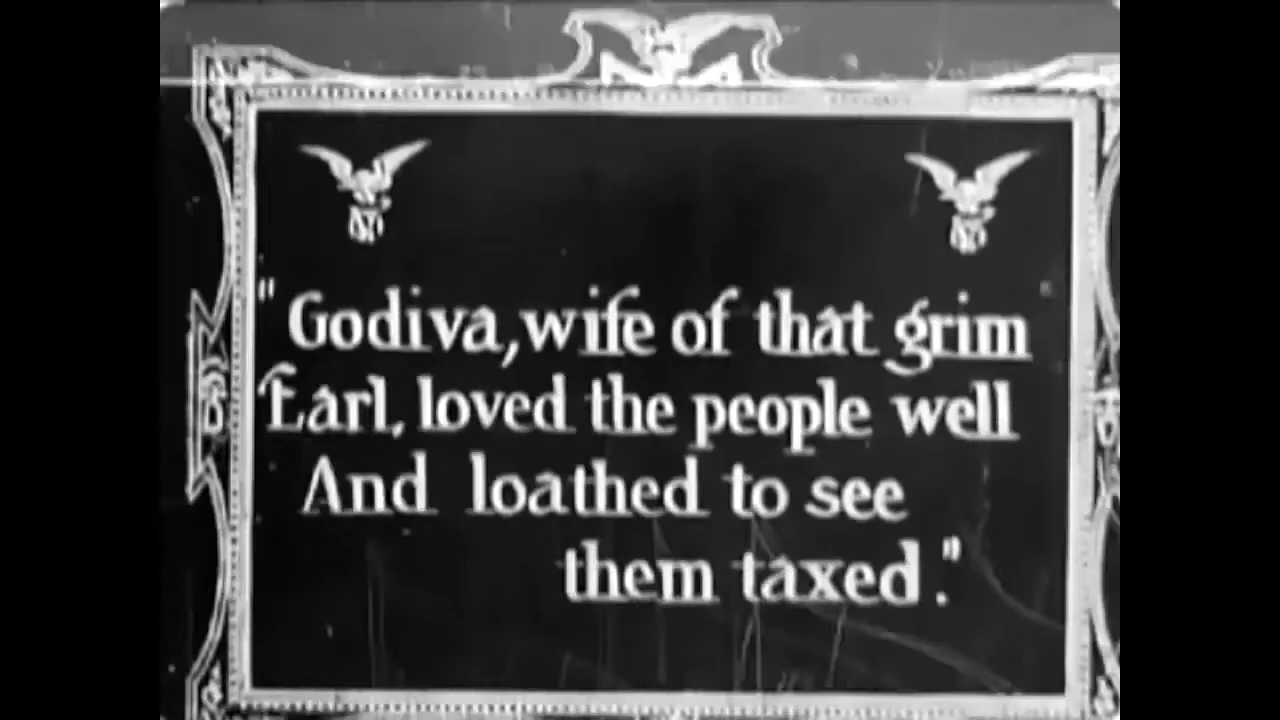 "Godiva, wife of that grim
Earl, loved the people well
And loathed to see
them taxed."